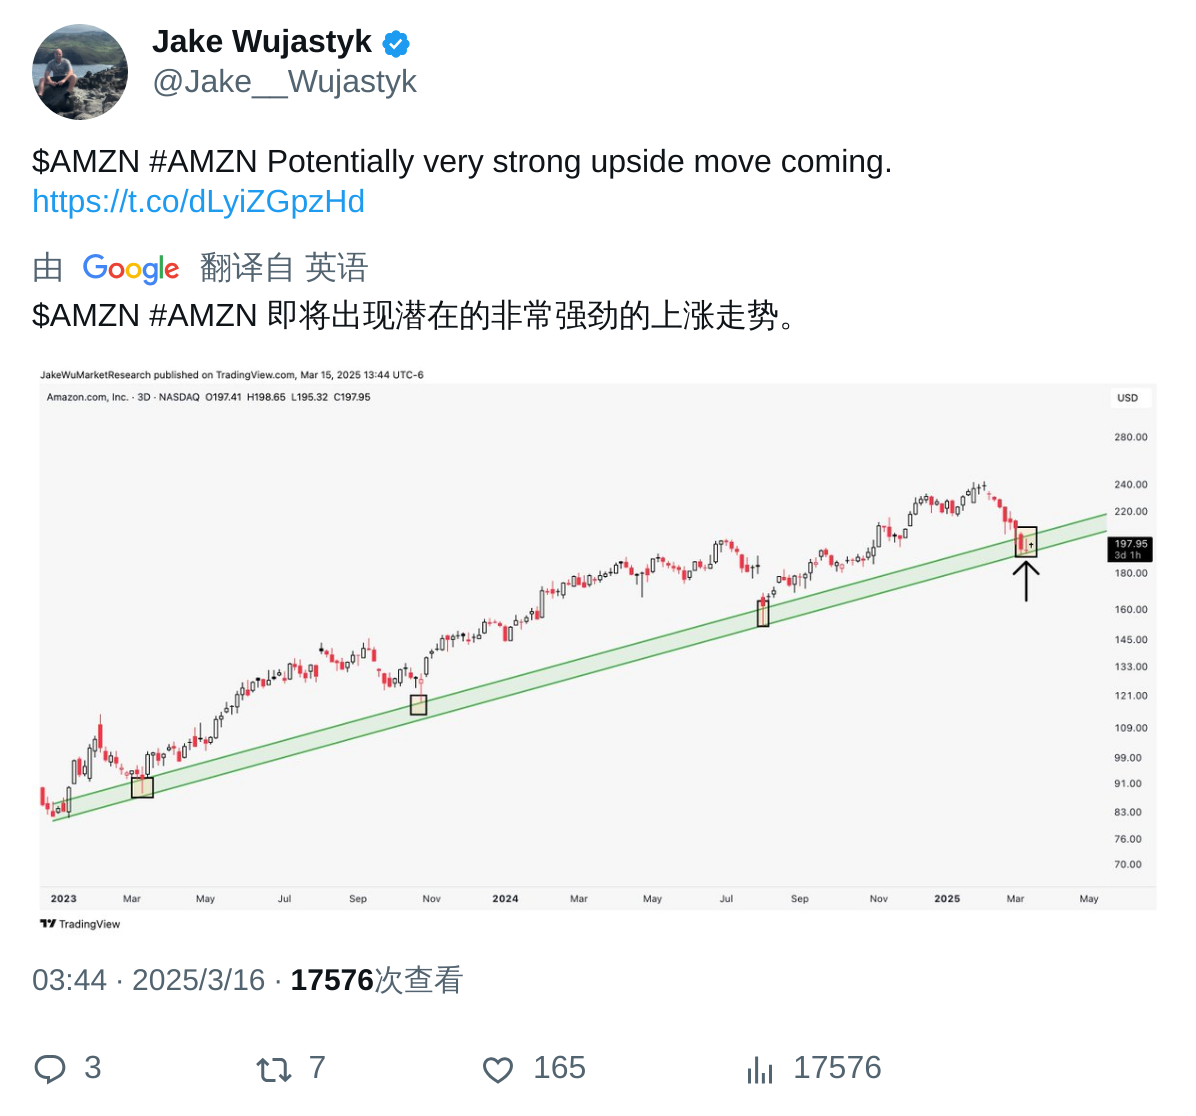 Jake Wujastyk
@Jake__Wujastyk
$AMZN #AMZN Potentially very strong upside move coming.
https://t.co/dLyiZGpzHd
由 Google 翻译自 英语
$AMZN #AMZN 即将出现潜在的非常强劲的上涨走势。
JakeWuMarketResearch published on TradingView.com, Mar 15, 2025 13:44 UTC-6
Amazon.com, Inc. · 3D · NASDAQ O197.41 H198.65 L195.32 C197.95
USD
280.00
240.00
220.00
197.95
3d 1h
180.00
160.00
145.00
133.00
121.00
109.00
99.00
91.00
83.00
76.00
70.00
2023 Mar May Jul Sep Nov 2024 Mar May Jul Sep Nov 2025 Mar May
TradingView
03:44 · 2025/3/16 · 17576次查看
3 7 165 17576